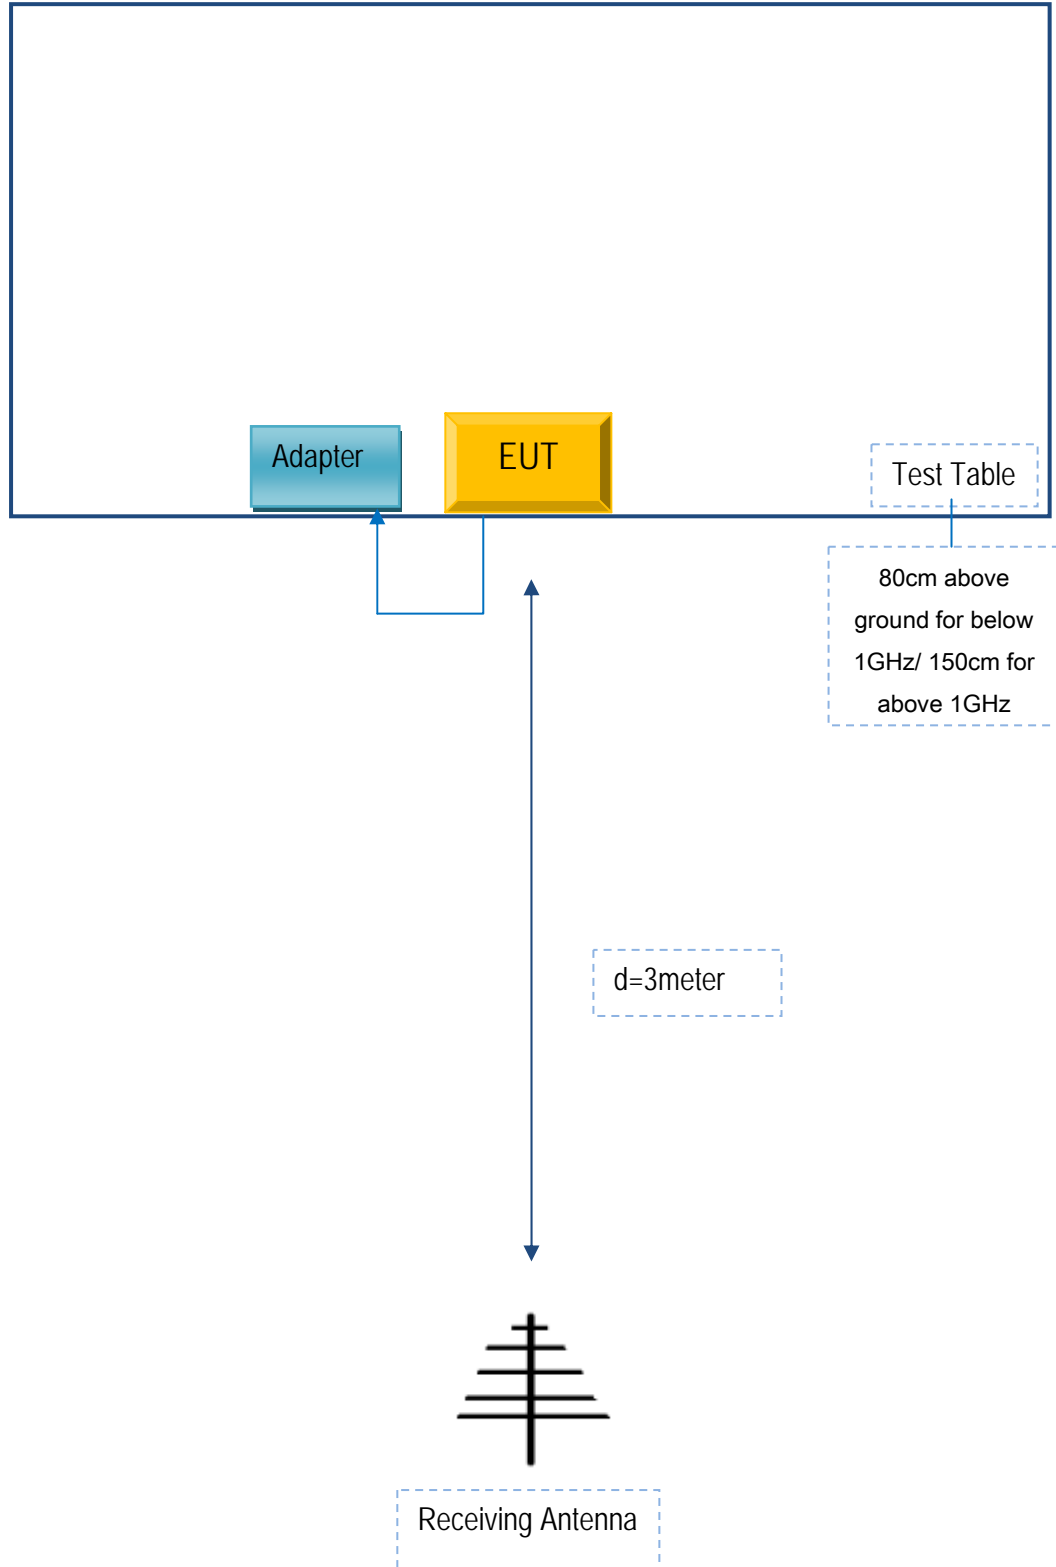 Adapter
EUT
Test Table
80cm above
ground for below
1GHz/ 150cm for
above 1GHz
d=3meter
Receiving Antenna